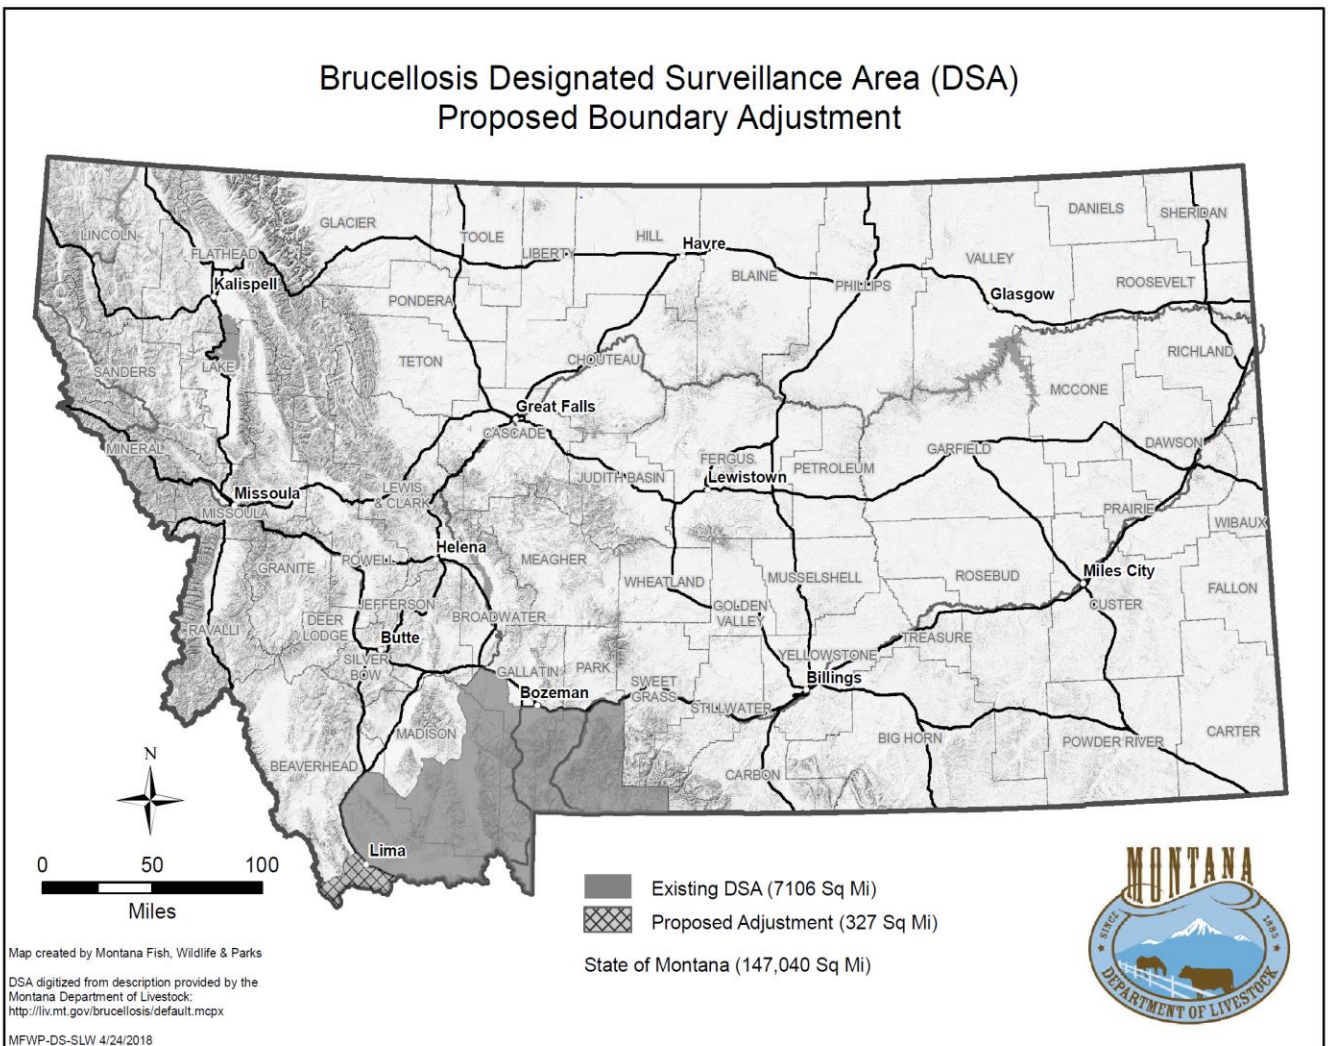 Brucellosis Designated Surveillance Area (DSA)
Proposed Boundary Adjustment
LINCOLN
FLATHEAD
Kalispell
GLACIER
TOOLE
LIBERTY
HILL
Havre
BLAINE
PHILLIPS
VALLEY
DANIELS
SHERIDAN
ROOSEVELT
Glasgow
PONDERA
TETON
CHOUTEAU
RICHLAND
MCCONE
SANDERS
LAKE
Great Falls
CASCADE
MINERAL
Missoula
MISSOULA
LEWIS
& CLARK
JUDITH BASIN
FERGUS
Lewistown
PETROLEUM
GARFIELD
DAWSON
PRAIRIE
WIBAUX
Helena
POWELL
GRANITE
MEAGHER
WHEATLAND
MUSSELSHELL
ROSEBUD
Miles City
CUSTER
FALLON
JEFFERSON
BROADWATER
GOLDEN
VALLEY
TREASURE
RAVALLI
DEER
LODGE
Butte
SILVER
BOW
GALLATIN
PARK
Bozeman
SWEET
GRASS
STILLWATER
YELLOWSTONE
Billings
BIG HORN
POWDER RIVER
CARTER
MADISON
BEAVERHEAD
CARBON
Lima
N
0 50 100
Miles
Existing DSA (7106 Sq Mi)
Proposed Adjustment (327 Sq Mi)
State of Montana (147,040 Sq Mi)
Map created by Montana Fish, Wildlife & Parks
DSA digitized from description provided by the
Montana Department of Livestock:
http://liv.mt.gov/brucellosis/default.mcpx
MFWP-DS-SLW 4/24/2018
MONTANA
SINCE 1885
DEPARTMENT OF LIVESTOCK